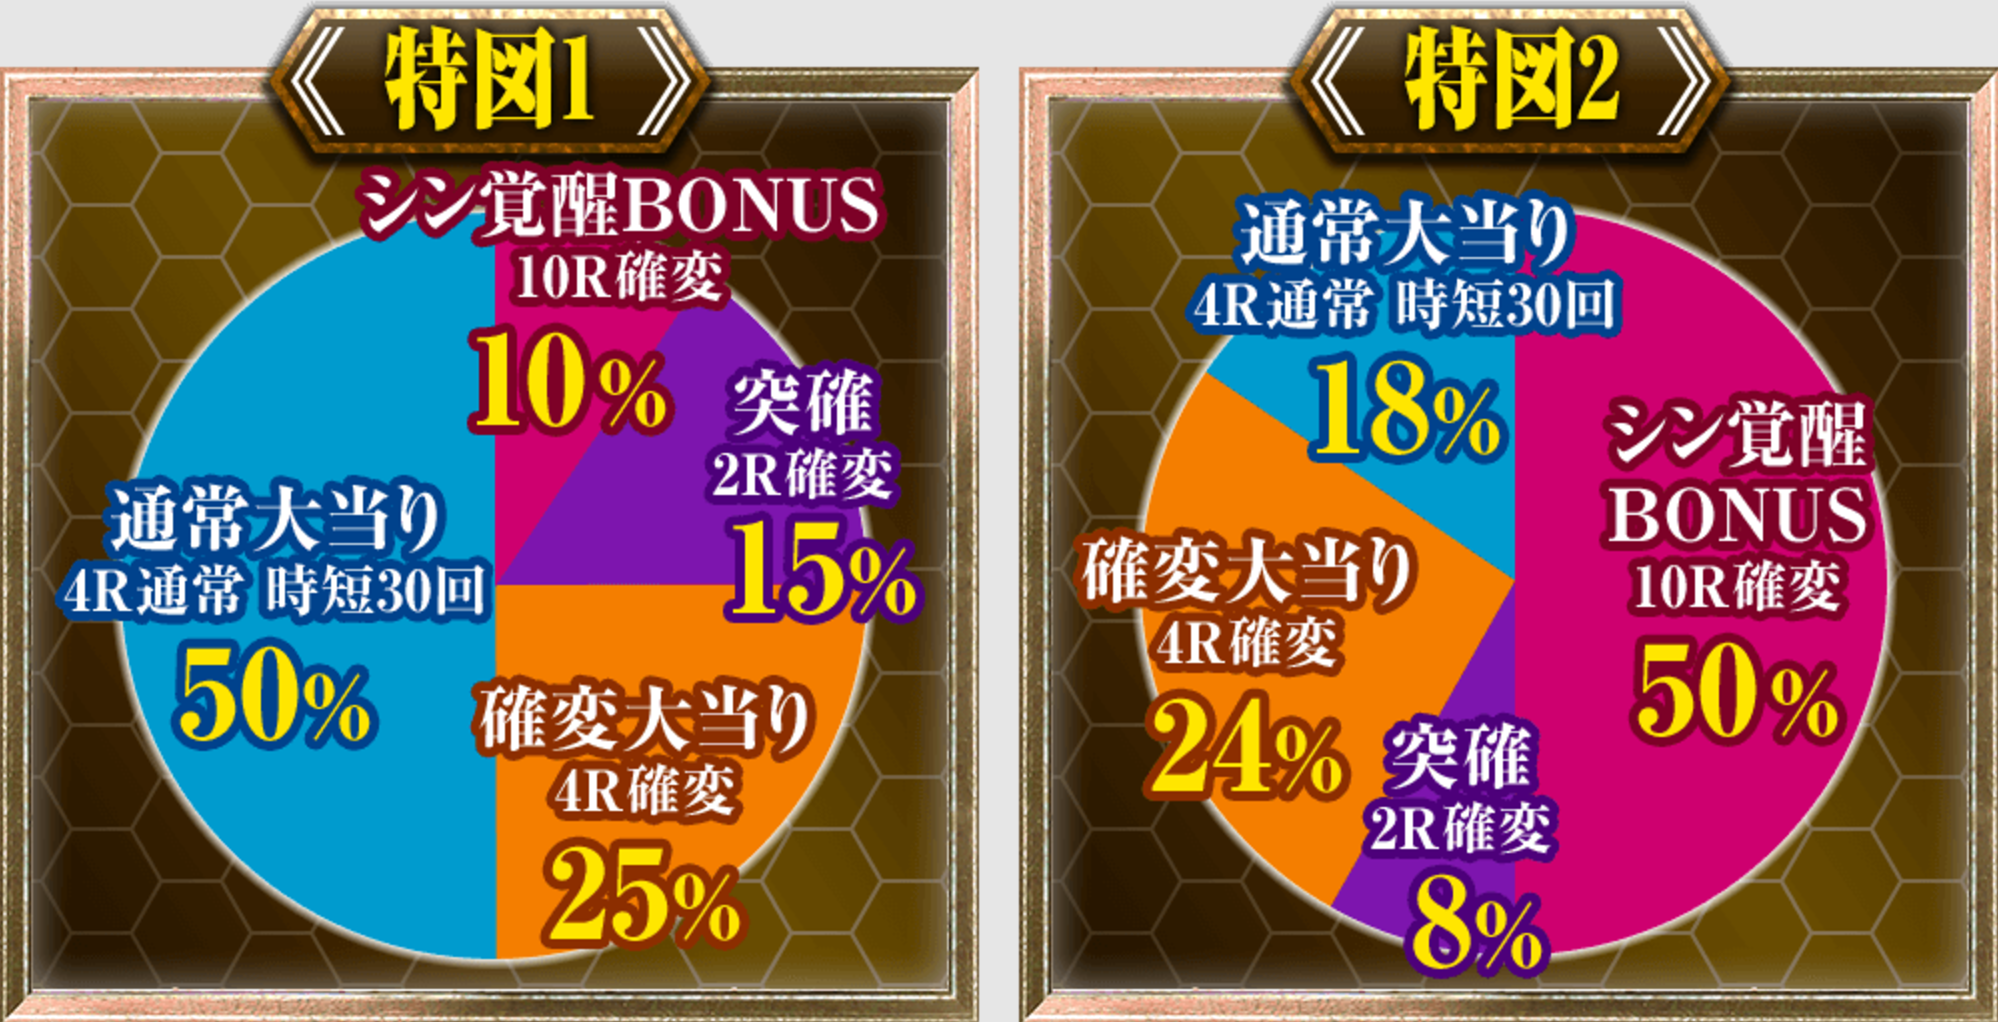 特図1
シン覚醒BONUS
10R確変
10%
突確
2R確変
15%
通常大当り
4R通常 時短30回
50%
確変大当り
4R確変
25%
特図2
通常大当り
4R通常 時短30回
18%
シン覚醒
BONUS
10R確変
50%
確変大当り
4R確変
24%
突確
2R確変
8%